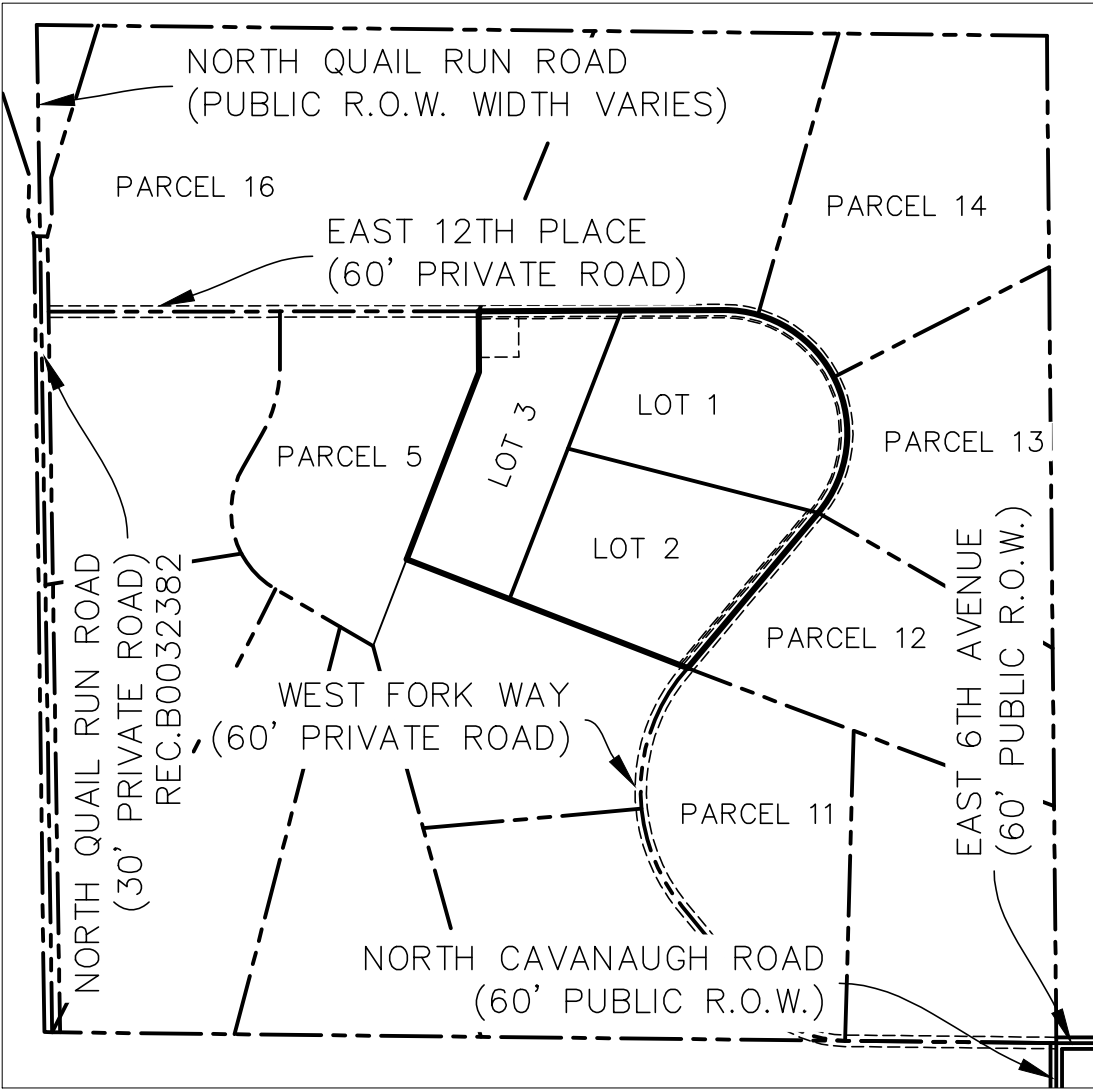 NORTH QUAIL RUN ROAD
(PUBLIC R.O.W. WIDTH VARIES)
PARCEL 16
PARCEL 14
EAST 12TH PLACE
(60' PRIVATE ROAD)
LOT 1
LOT 3
PARCEL 5
PARCEL 13
LOT 2
PARCEL 12
EAST 6TH AVENUE
(60' PUBLIC R.O.W.)
NORTH QUAIL RUN ROAD
(30' PRIVATE ROAD)
REC.B0032382
WEST FORK WAY
(60' PRIVATE ROAD)
PARCEL 11
NORTH CAVANAUGH ROAD
(60' PUBLIC R.O.W.)